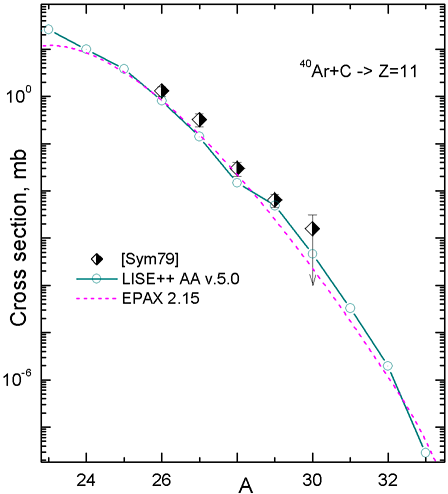 ⁴⁰Ar+C -> Z=11
10⁰
Cross section, mb
[Sym79]
LISE++ AA v.5.0
EPAX 2.15
10⁻⁶
24 26 28 30 32
A